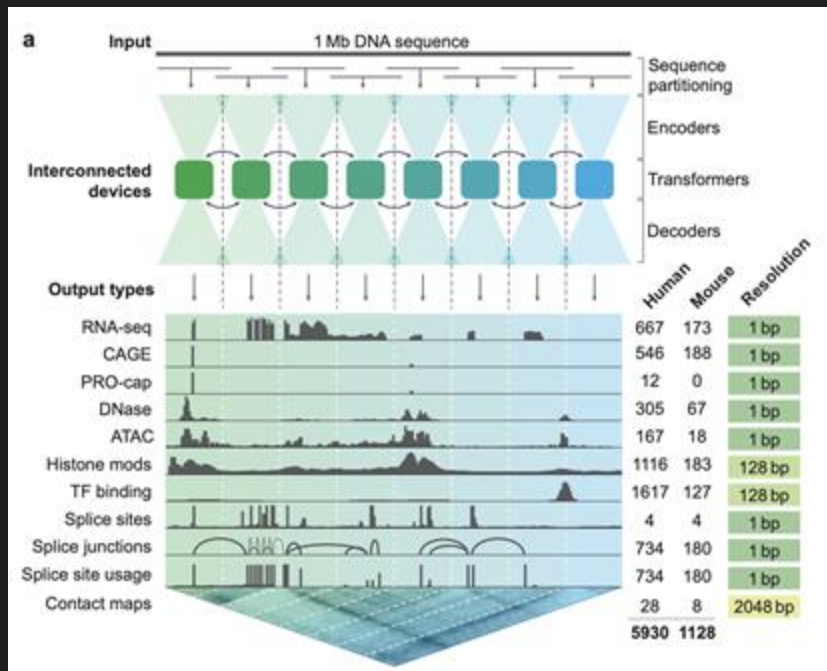 a
Input
1 Mb DNA sequence
Sequence
partitioning
Encoders
Interconnected
devices
Transformers
Decoders
Output types
Human
Mouse
Resolution
RNA-seq 667 173 1 bp
CAGE 546 188 1 bp
PRO-cap 12 0 1 bp
DNase 305 67 1 bp
ATAC 167 18 1 bp
Histone mods 1116 183 128 bp
TF binding 1617 127 128 bp
Splice sites 4 4 1 bp
Splice junctions 734 180 1 bp
Splice site usage 734 180 1 bp
Contact maps 28 8 2048 bp
5930 1128